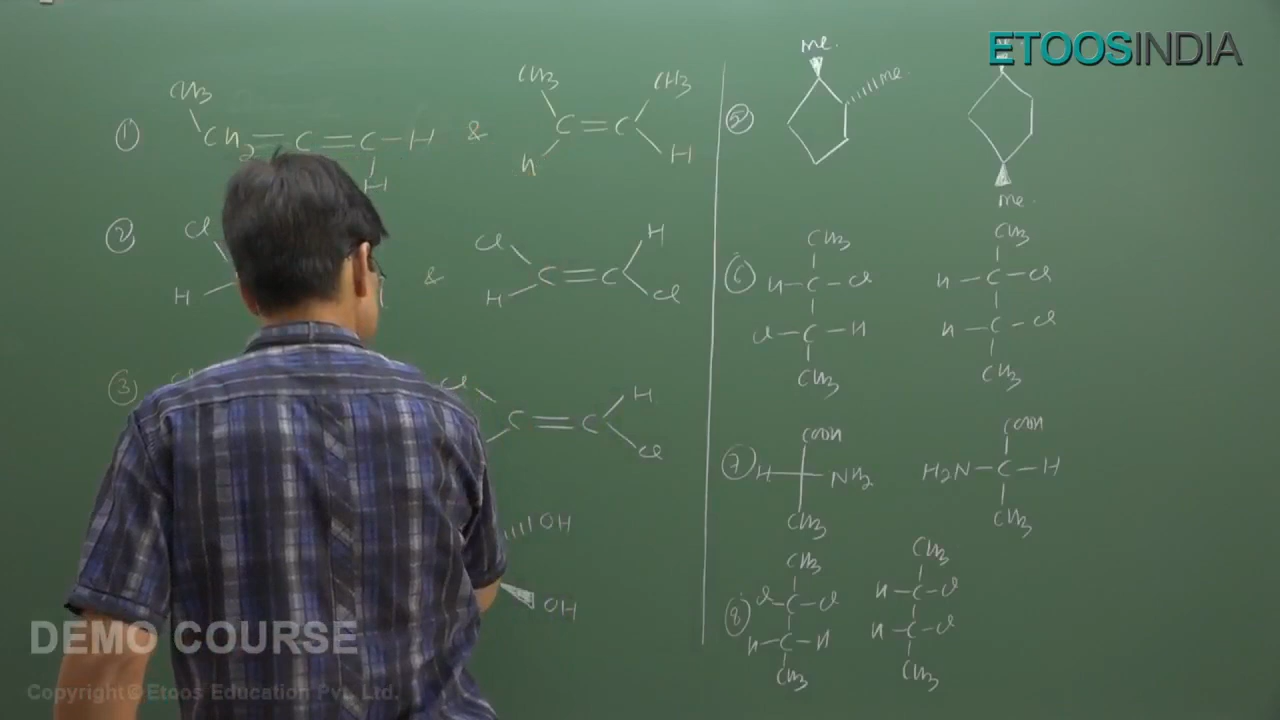 ETOOSINDIA
①
CH3
CH2=C=C-H
H
&
CH3 CH3
C=C
H H
②
Cl
H
&
Cl H
C=C
H Cl
③
Cl
Cl H
C=C
Cl
OH
OH
⑤
Me.
Me.
Me.
⑥
CH3
H-C-Cl
Cl-C-H
CH3
CH3
H-C-Cl
H-C-Cl
CH3
⑦
COOH
H NH2
CH3
COOH
H2N-C-H
CH3
⑧
CH3
Cl-C-Cl
H-C-H
CH3
CH3
H-C-Cl
H-C-Cl
CH3
DEMO COURSE
Copyright © Etoos Education Pvt. Ltd.